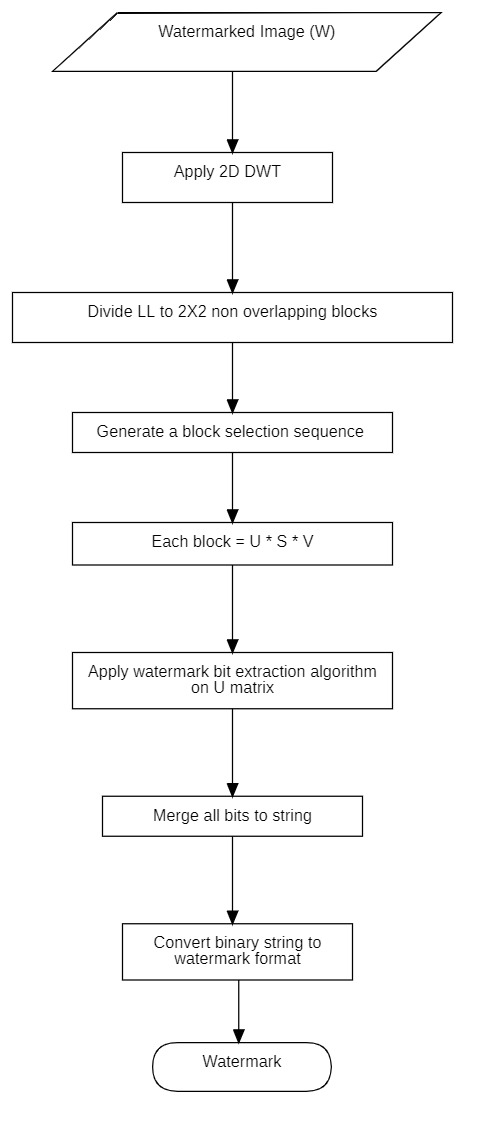 Watermarked Image (W)
Apply 2D DWT
Divide LL to 2X2 non overlapping blocks
Generate a block selection sequence
Each block = U * S * V
Apply watermark bit extraction algorithm
on U matrix
Merge all bits to string
Convert binary string to
watermark format
Watermark